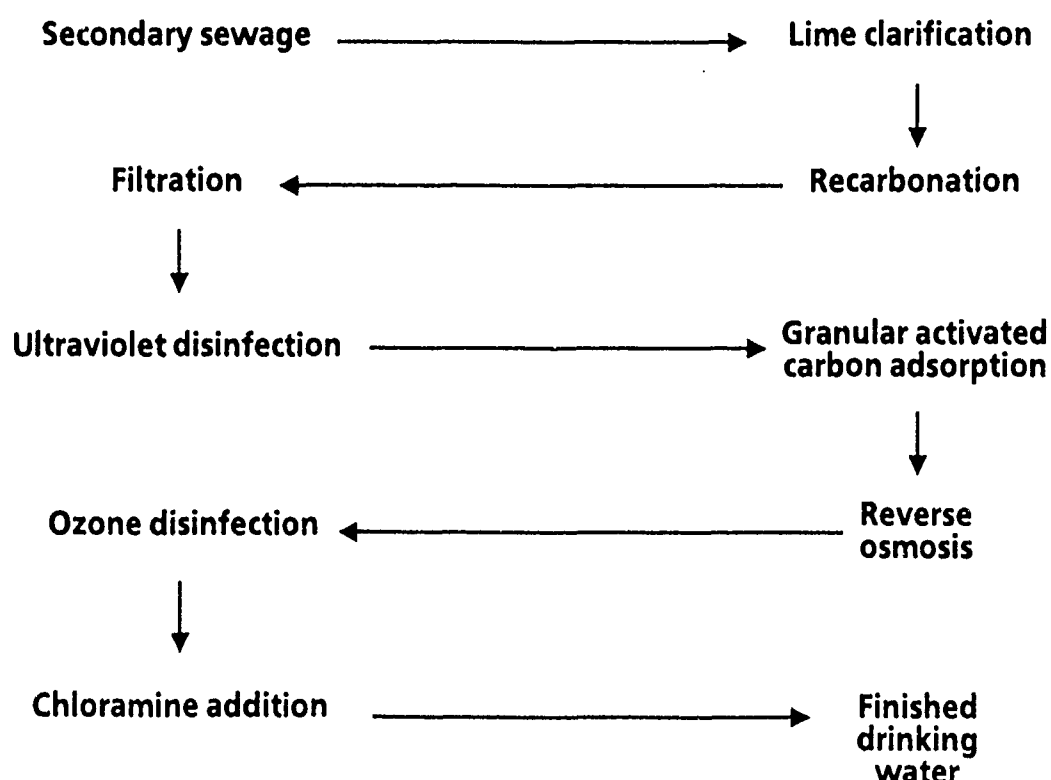 Secondary sewage
Lime clarification
Filtration
Recarbonation
Ultraviolet disinfection
Granular activated
carbon adsorption
Ozone disinfection
Reverse
osmosis
Chloramine addition
Finished
drinking
water